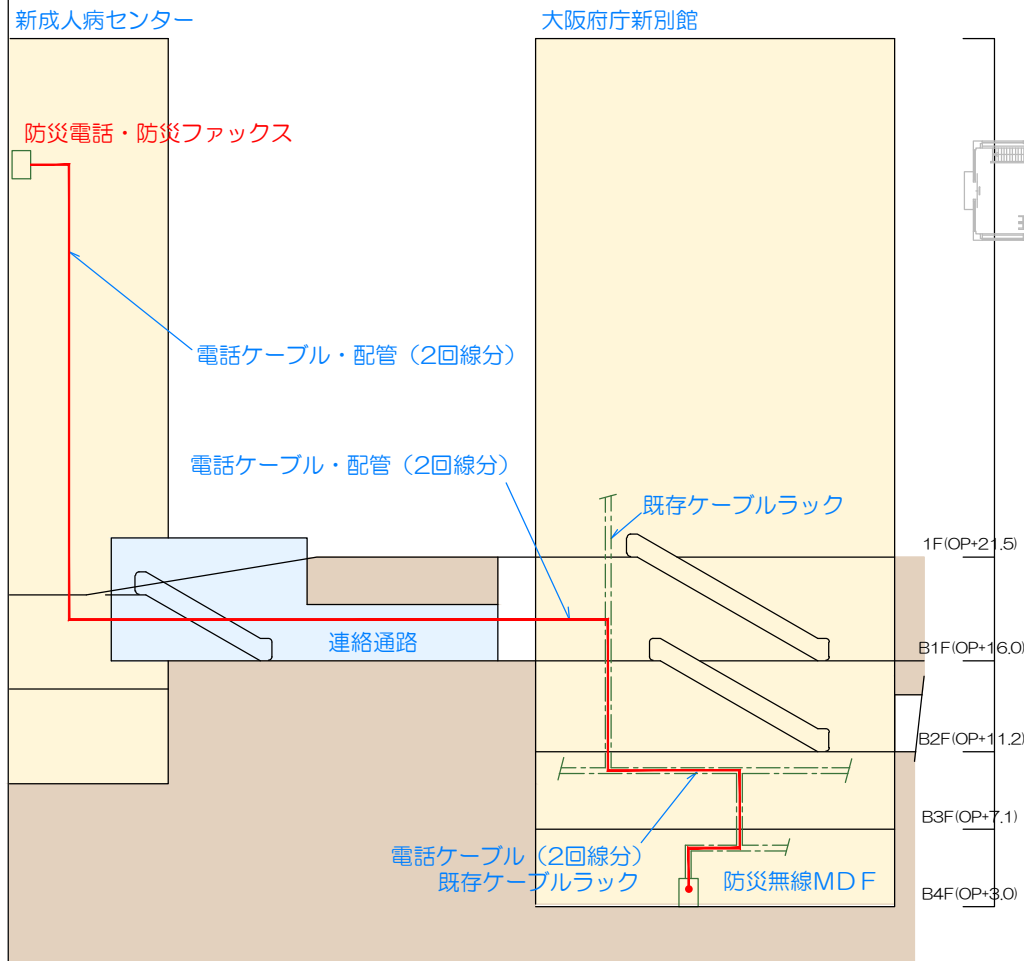 新成人病センター
大阪府庁新別館
防災電話・防災ファックス
電話ケーブル・配管（2回線分）
電話ケーブル・配管（2回線分）
既存ケーブルラック
1F(OP+21.5)
連絡通路
B1F(OP+16.0)
B2F(OP+11.2)
B3F(OP+7.1)
電話ケーブル（2回線分）
既存ケーブルラック
防災無線MDF
B4F(OP+3.0)